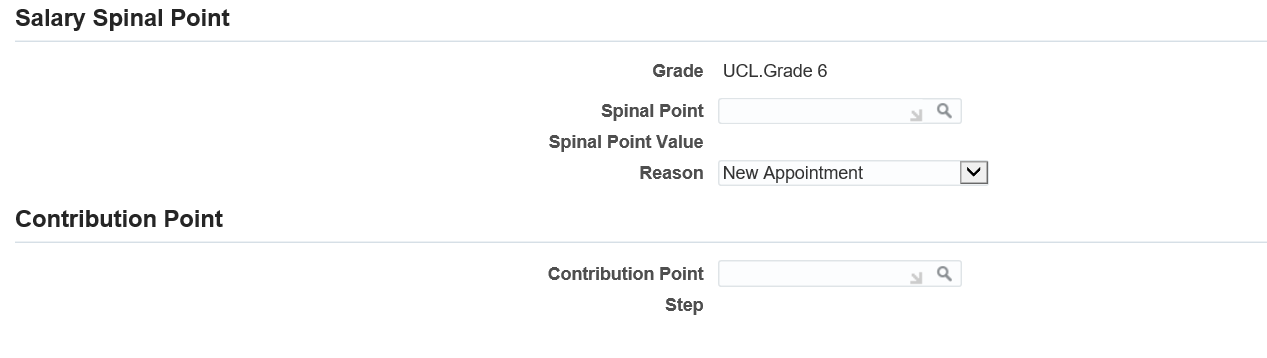 Salary Spinal Point
Grade UCL.Grade 6
Spinal Point
Spinal Point Value
Reason New Appointment
Contribution Point
Contribution Point
Step